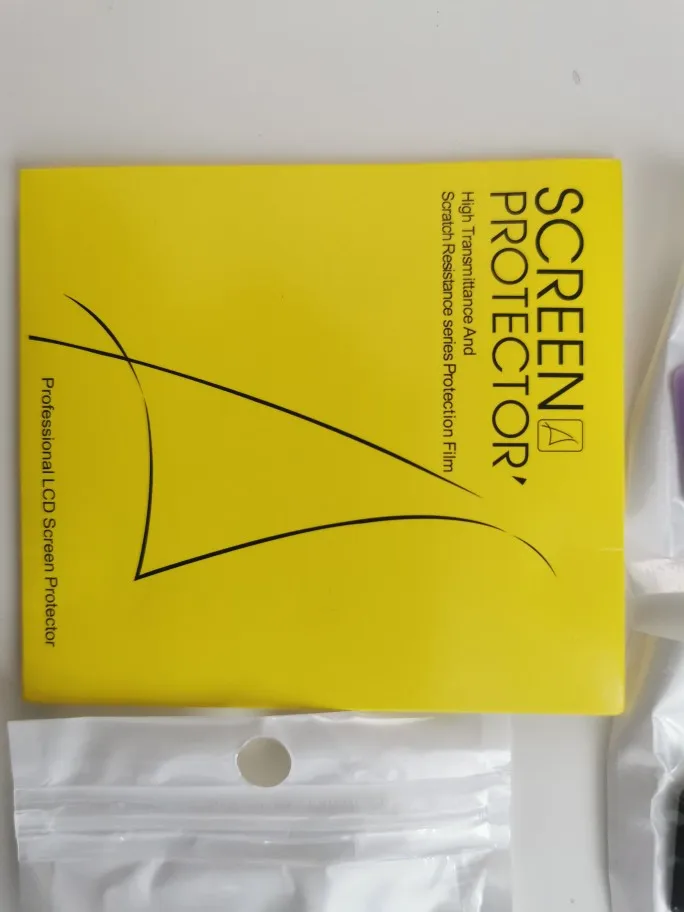 SCREEN
PROTECTOR
High Transmittance And
Scratch Resistance series Protection Film
Professional LCD Screen Protector